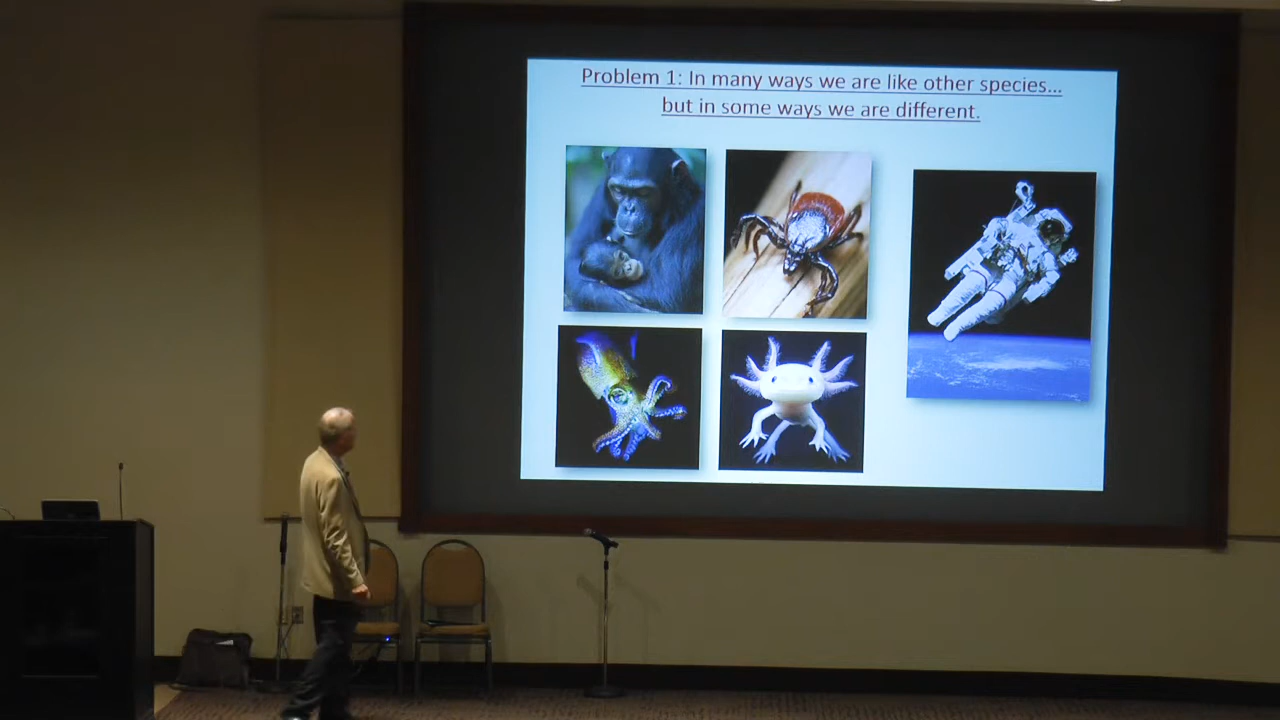 Problem 1: In many ways we are like other species...
but in some ways we are different.